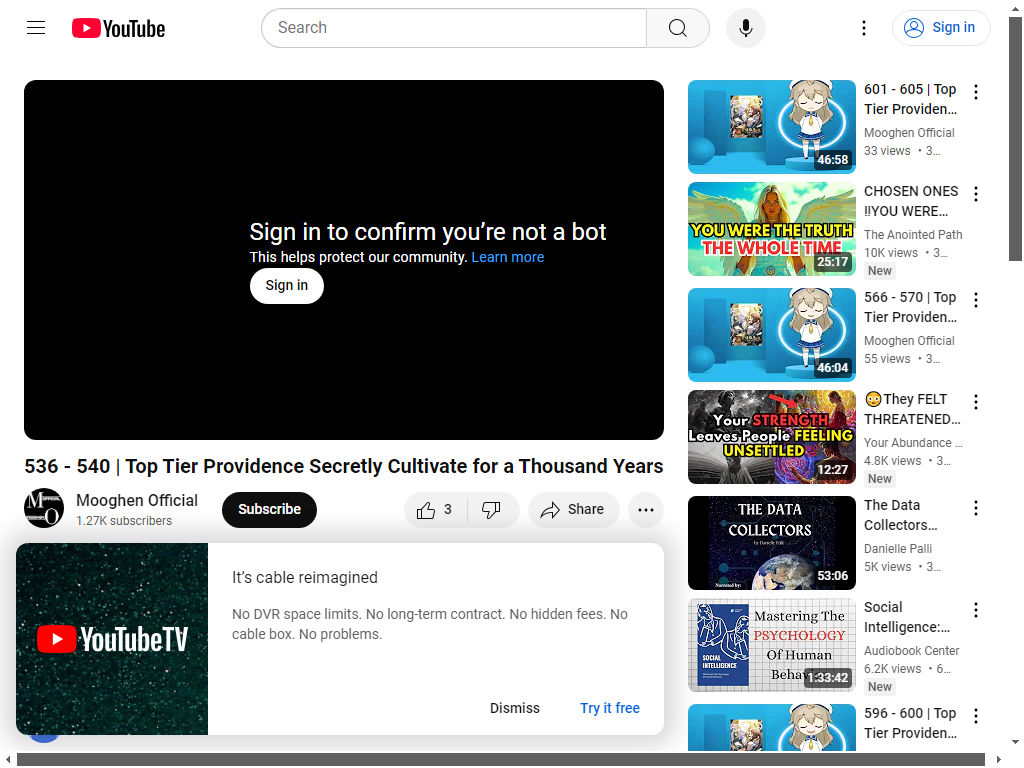 YouTube
Search
Sign in
Sign in to confirm you’re not a bot
This helps protect our community. Learn more
Sign in
536 - 540 | Top Tier Providence Secretly Cultivate for a Thousand Years
Mooghen Official
1.27K subscribers
Subscribe
3
Share
YouTubeTV
It’s cable reimagined
No DVR space limits. No long-term contract. No hidden fees. No
cable box. No problems.
Dismiss
Try it free
46:58
601 - 605 | Top
Tier Providen…
Mooghen Official
33 views • 3…
YOU WERE THE TRUTH
THE WHOLE TIME
25:17
CHOSEN ONES
‼YOU WERE…
The Anointed Path
10K views • 3…
New
46:04
566 - 570 | Top
Tier Providen…
Mooghen Official
55 views • 3…
Your STRENGTH
Leaves People FEELING
UNSETTLED
12:27
😳They FELT
THREATENED…
Your Abundance …
4.8K views • 3…
New
THE DATA
COLLECTORS
by Danielle Palli
Narrated by:
53:06
The Data
Collectors…
Danielle Palli
5K views • 3…
SOCIAL
INTELLIGENCE
Mastering The
PSYCHOLOGY
Of Human
1:33:42
Social
Intelligence:…
Audiobook Center
6.2K views • 6…
New
596 - 600 | Top
Tier Providen…